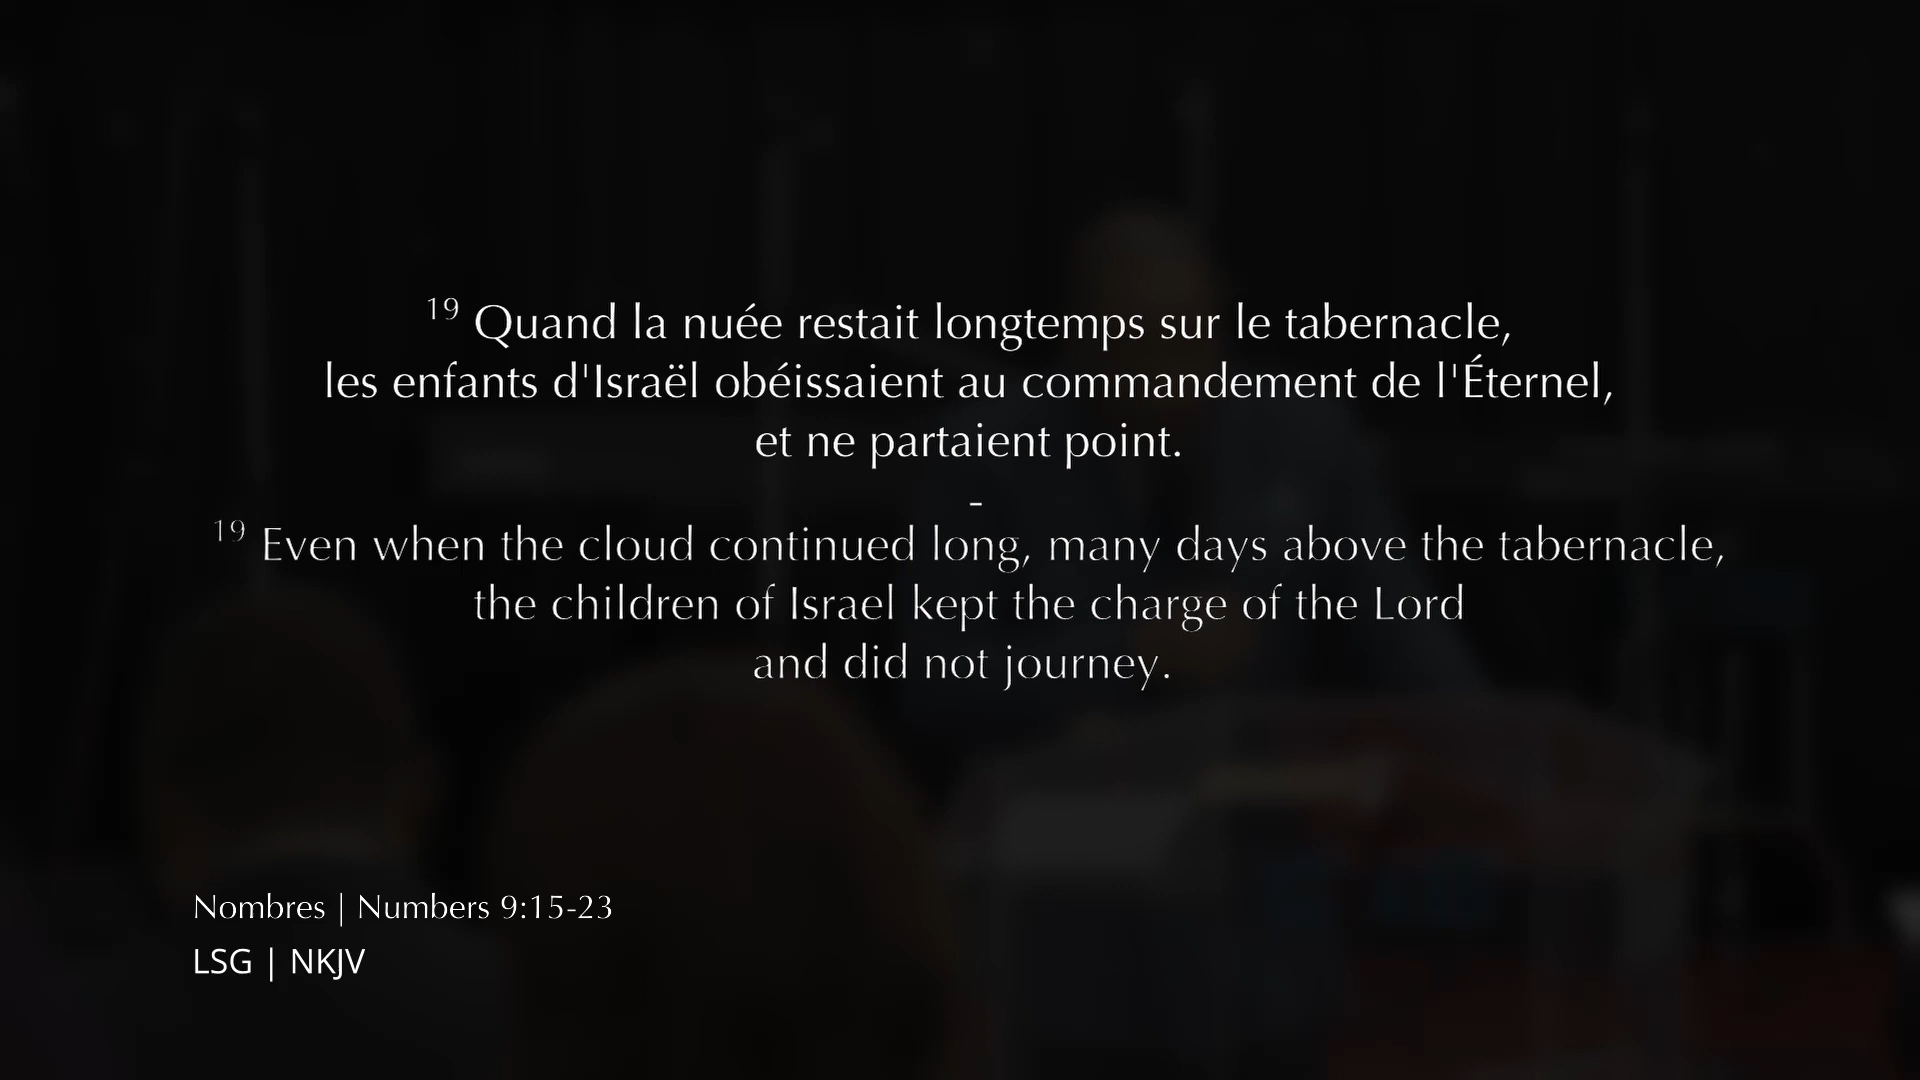 19 Quand la nuée restait longtemps sur le tabernacle,
les enfants d'Israël obéissaient au commandement de l'Éternel,
et ne partaient point.
-
19 Even when the cloud continued long, many days above the tabernacle,
the children of Israel kept the charge of the Lord
and did not journey.
Nombres | Numbers 9:15-23
LSG | NKJV